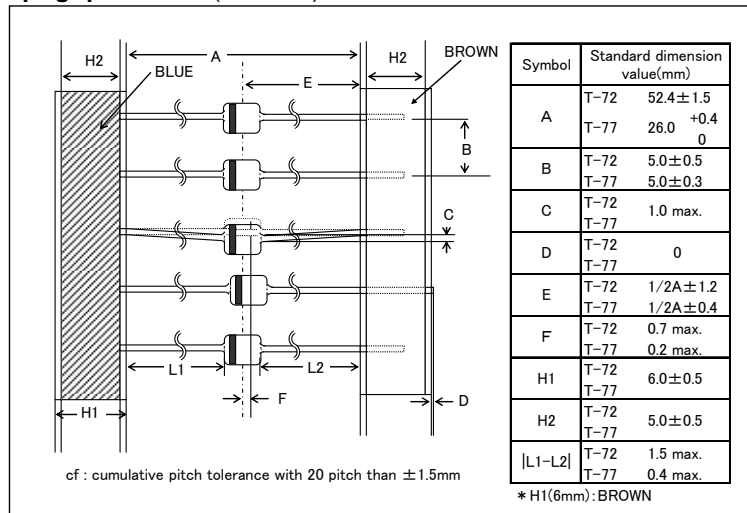 H2
A
H2
BROWN
BLUE
E
B
C
L1
L2
F
D
H1
cf : cumulative pitch tolerance with 20 pitch than ±1.5mm
Symbol Standard dimension value(mm)
A T-72 52.4±1.5
T-77 26.0 +0.4 0
B T-72 5.0±0.5
T-77 5.0±0.3
C T-72 1.0 max.
T-77
D T-72 0
T-77
E T-72 1/2A±1.2
T-77 1/2A±0.4
F T-72 0.7 max.
T-77 0.2 max.
H1 T-72 6.0±0.5
T-77
H2 T-72 5.0±0.5
T-77
|L1-L2| T-72 1.5 max.
T-77 0.4 max.
*H1(6mm):BROWN